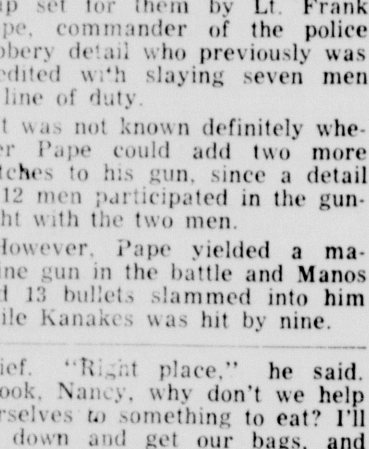 p set for them by Lt. Frank
pe, commander of the police
bbery detail who previously was
edited with slaying seven men
line of duty.
t was not known definitely whe-
er Pape could add two more
tches to his gun, since a detail
12 men participated in the gun-
ht with the two men.
However, Pape yielded a ma-
ine gun in the battle and Manos
d 13 bullets slammed into him
ile Kanakes was hit by nine.
ief. "Right place," he said.
ook, Nancy, why don't we help
rselves to something to eat? I'll
down and get our bags, and